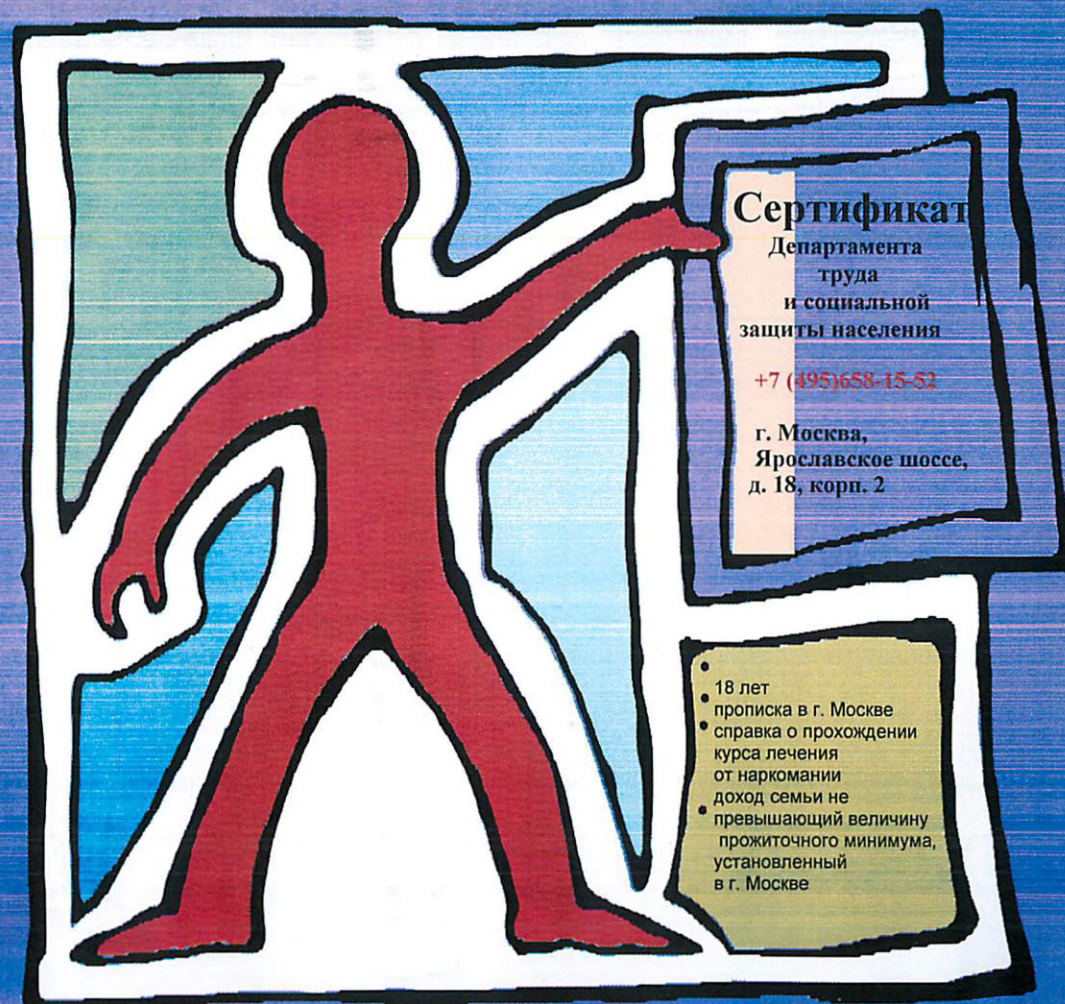 Сертификат
Департамента
труда
и социальной
защиты населения
+7 (495)658-15-52
г. Москва,
Ярославское шоссе,
д. 18, корп. 2
•
18 лет
• прописка в г. Москве
• справка о прохождении
курса лечения
от наркомании
доход семьи не
• превышающий величину
прожиточного минимума,
установленный
в г. Москве